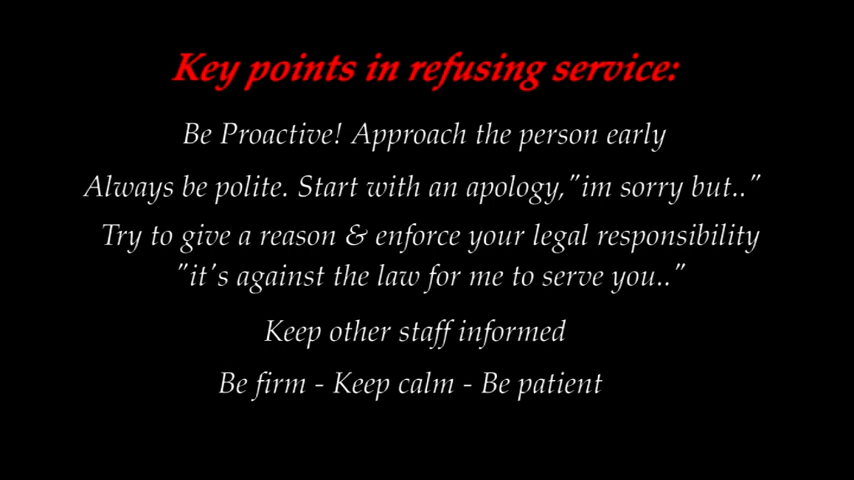 Key points in refusing service:
Be Proactive! Approach the person early
Always be polite. Start with an apology,"im sorry but.."
Try to give a reason & enforce your legal responsibility
"it's against the law for me to serve you.."
Keep other staff informed
Be firm - Keep calm - Be patient